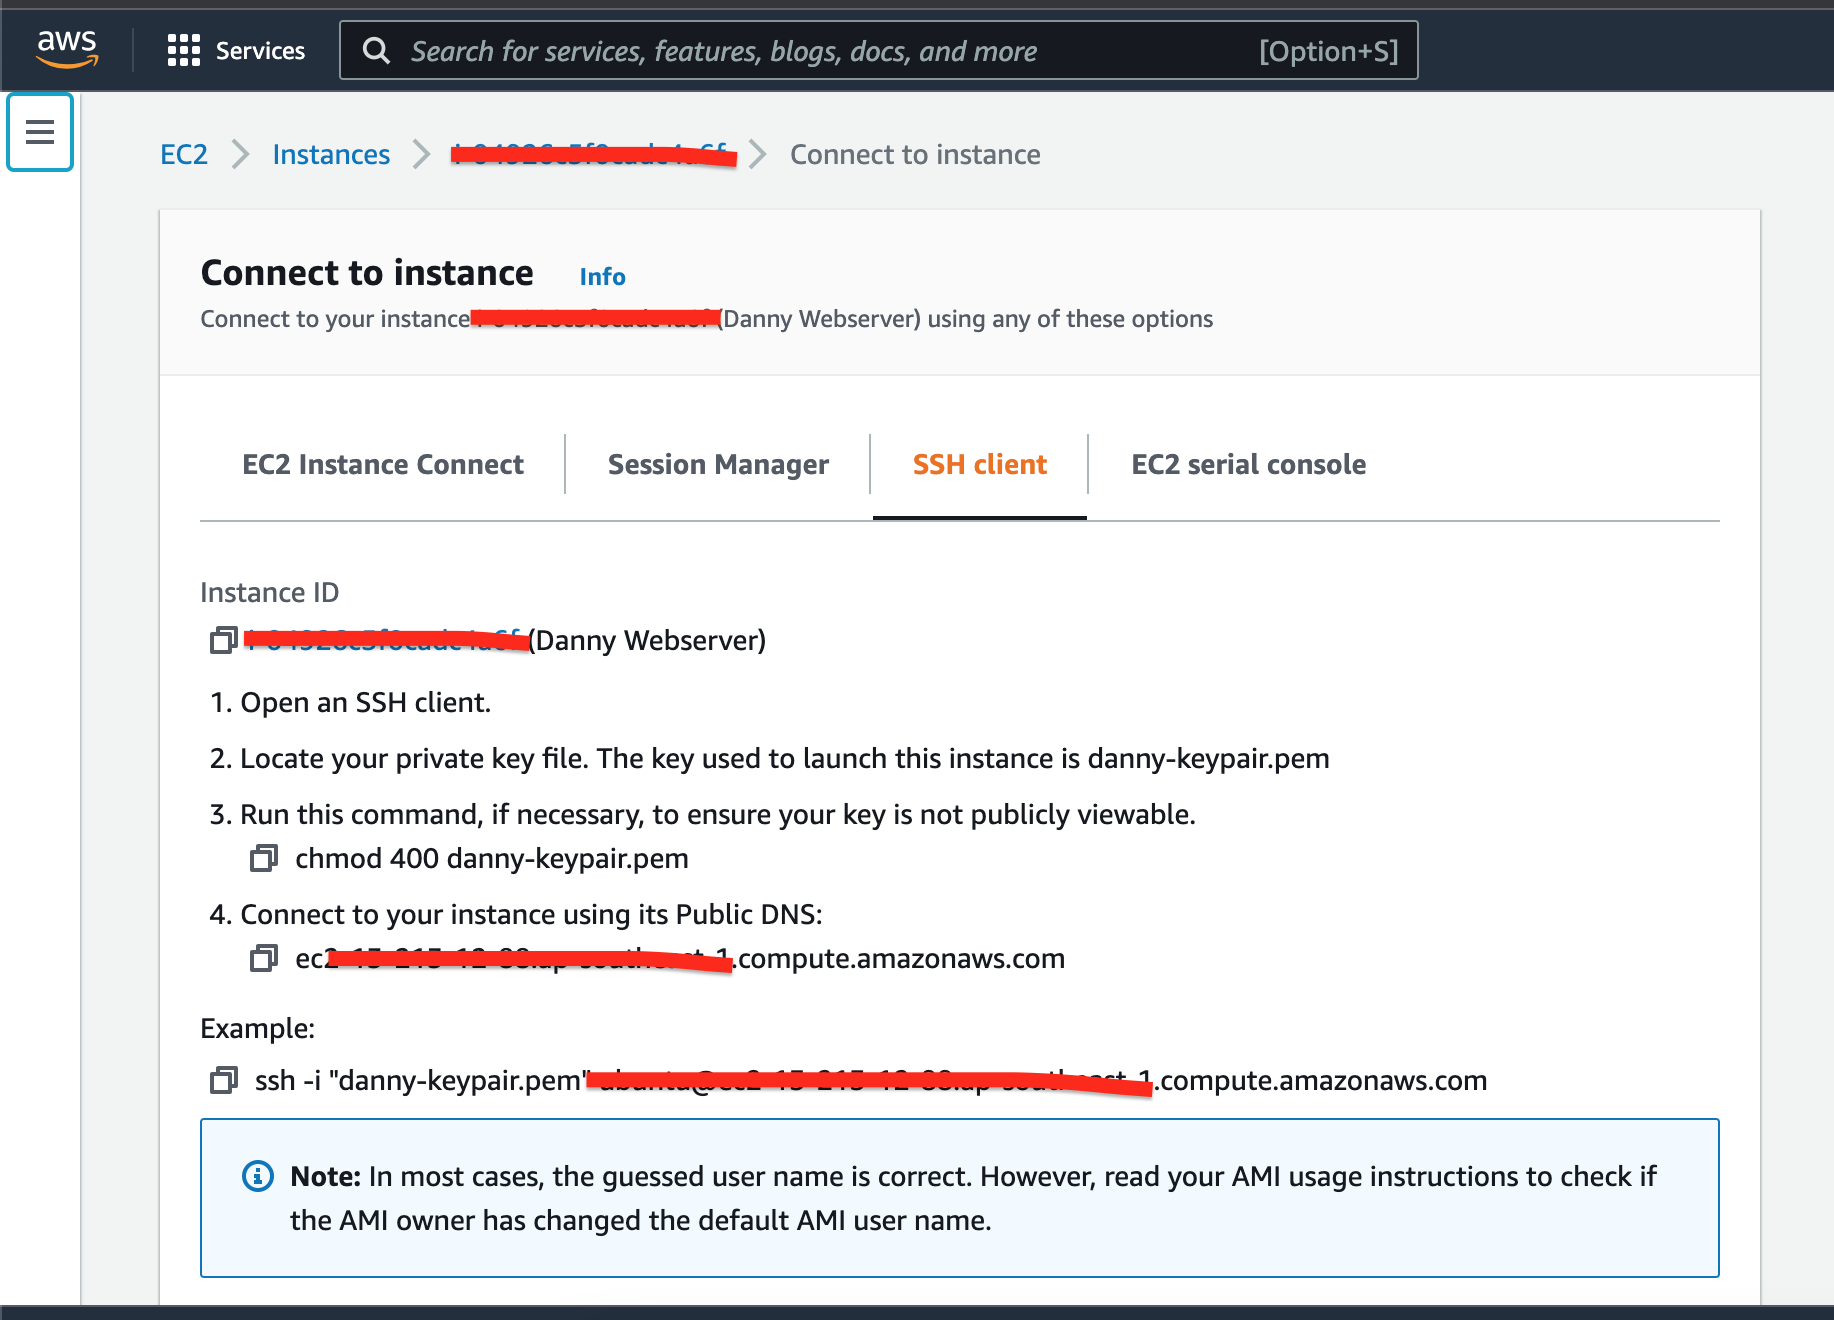 aws Services Search for services, features, blogs, docs, and more [Option+S]
EC2 Instances Connect to instance
Connect to instance Info
Connect to your instance (Danny Webserver) using any of these options
EC2 Instance Connect Session Manager SSH client EC2 serial console
Instance ID
(Danny Webserver)
1. Open an SSH client.
2. Locate your private key file. The key used to launch this instance is danny-keypair.pem
3. Run this command, if necessary, to ensure your key is not publicly viewable.
chmod 400 danny-keypair.pem
4. Connect to your instance using its Public DNS:
.compute.amazonaws.com
Example:
ssh -i "danny-keypair.pem" .compute.amazonaws.com
Note: In most cases, the guessed user name is correct. However, read your AMI usage instructions to check if
the AMI owner has changed the default AMI user name.